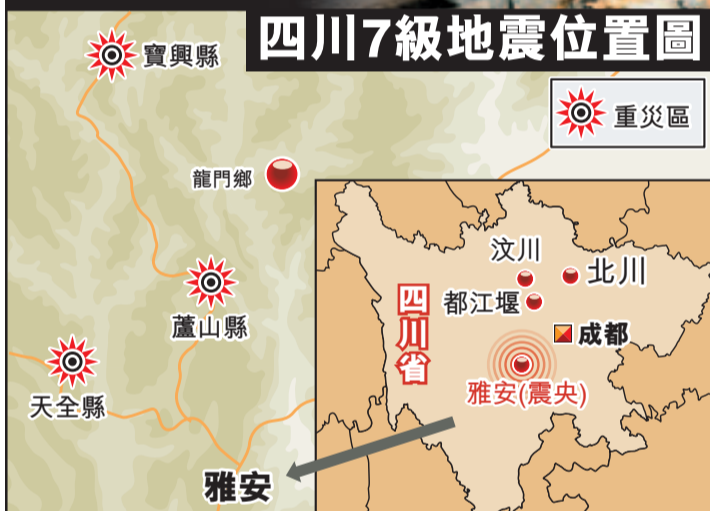 四川7級地震位置圖
寶興縣
重災區
龍門鄉
蘆山縣
天全縣
雅安
四川省
汶川
北川
都江堰
成都
雅安(震央)